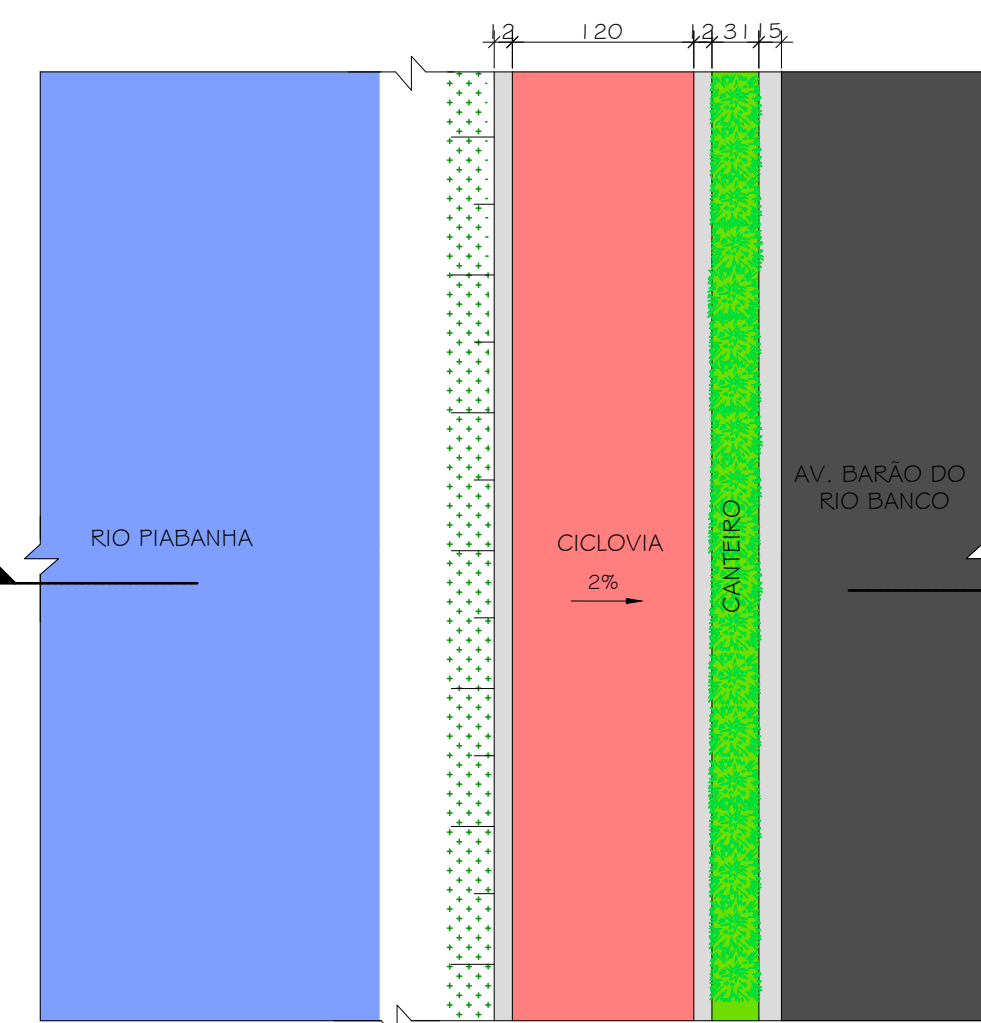 12 120 12 31 15
AV. BARÃO DO
RIO BANCO
RIO PIABANHA
CICLOVIA
2%
CANTEIRO